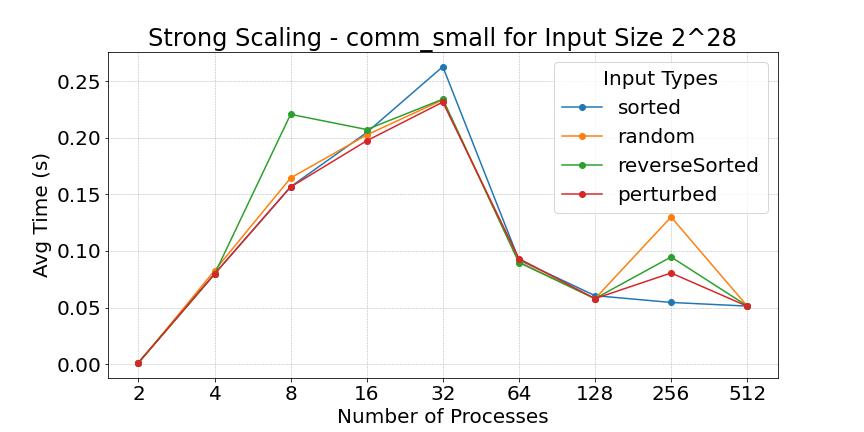 Strong Scaling - comm_small for Input Size 2^28
Avg Time (s)
0.25
0.20
0.15
0.10
0.05
0.00
Input Types
sorted
random
reverseSorted
perturbed
2 4 8 16 32 64 128 256 512
Number of Processes